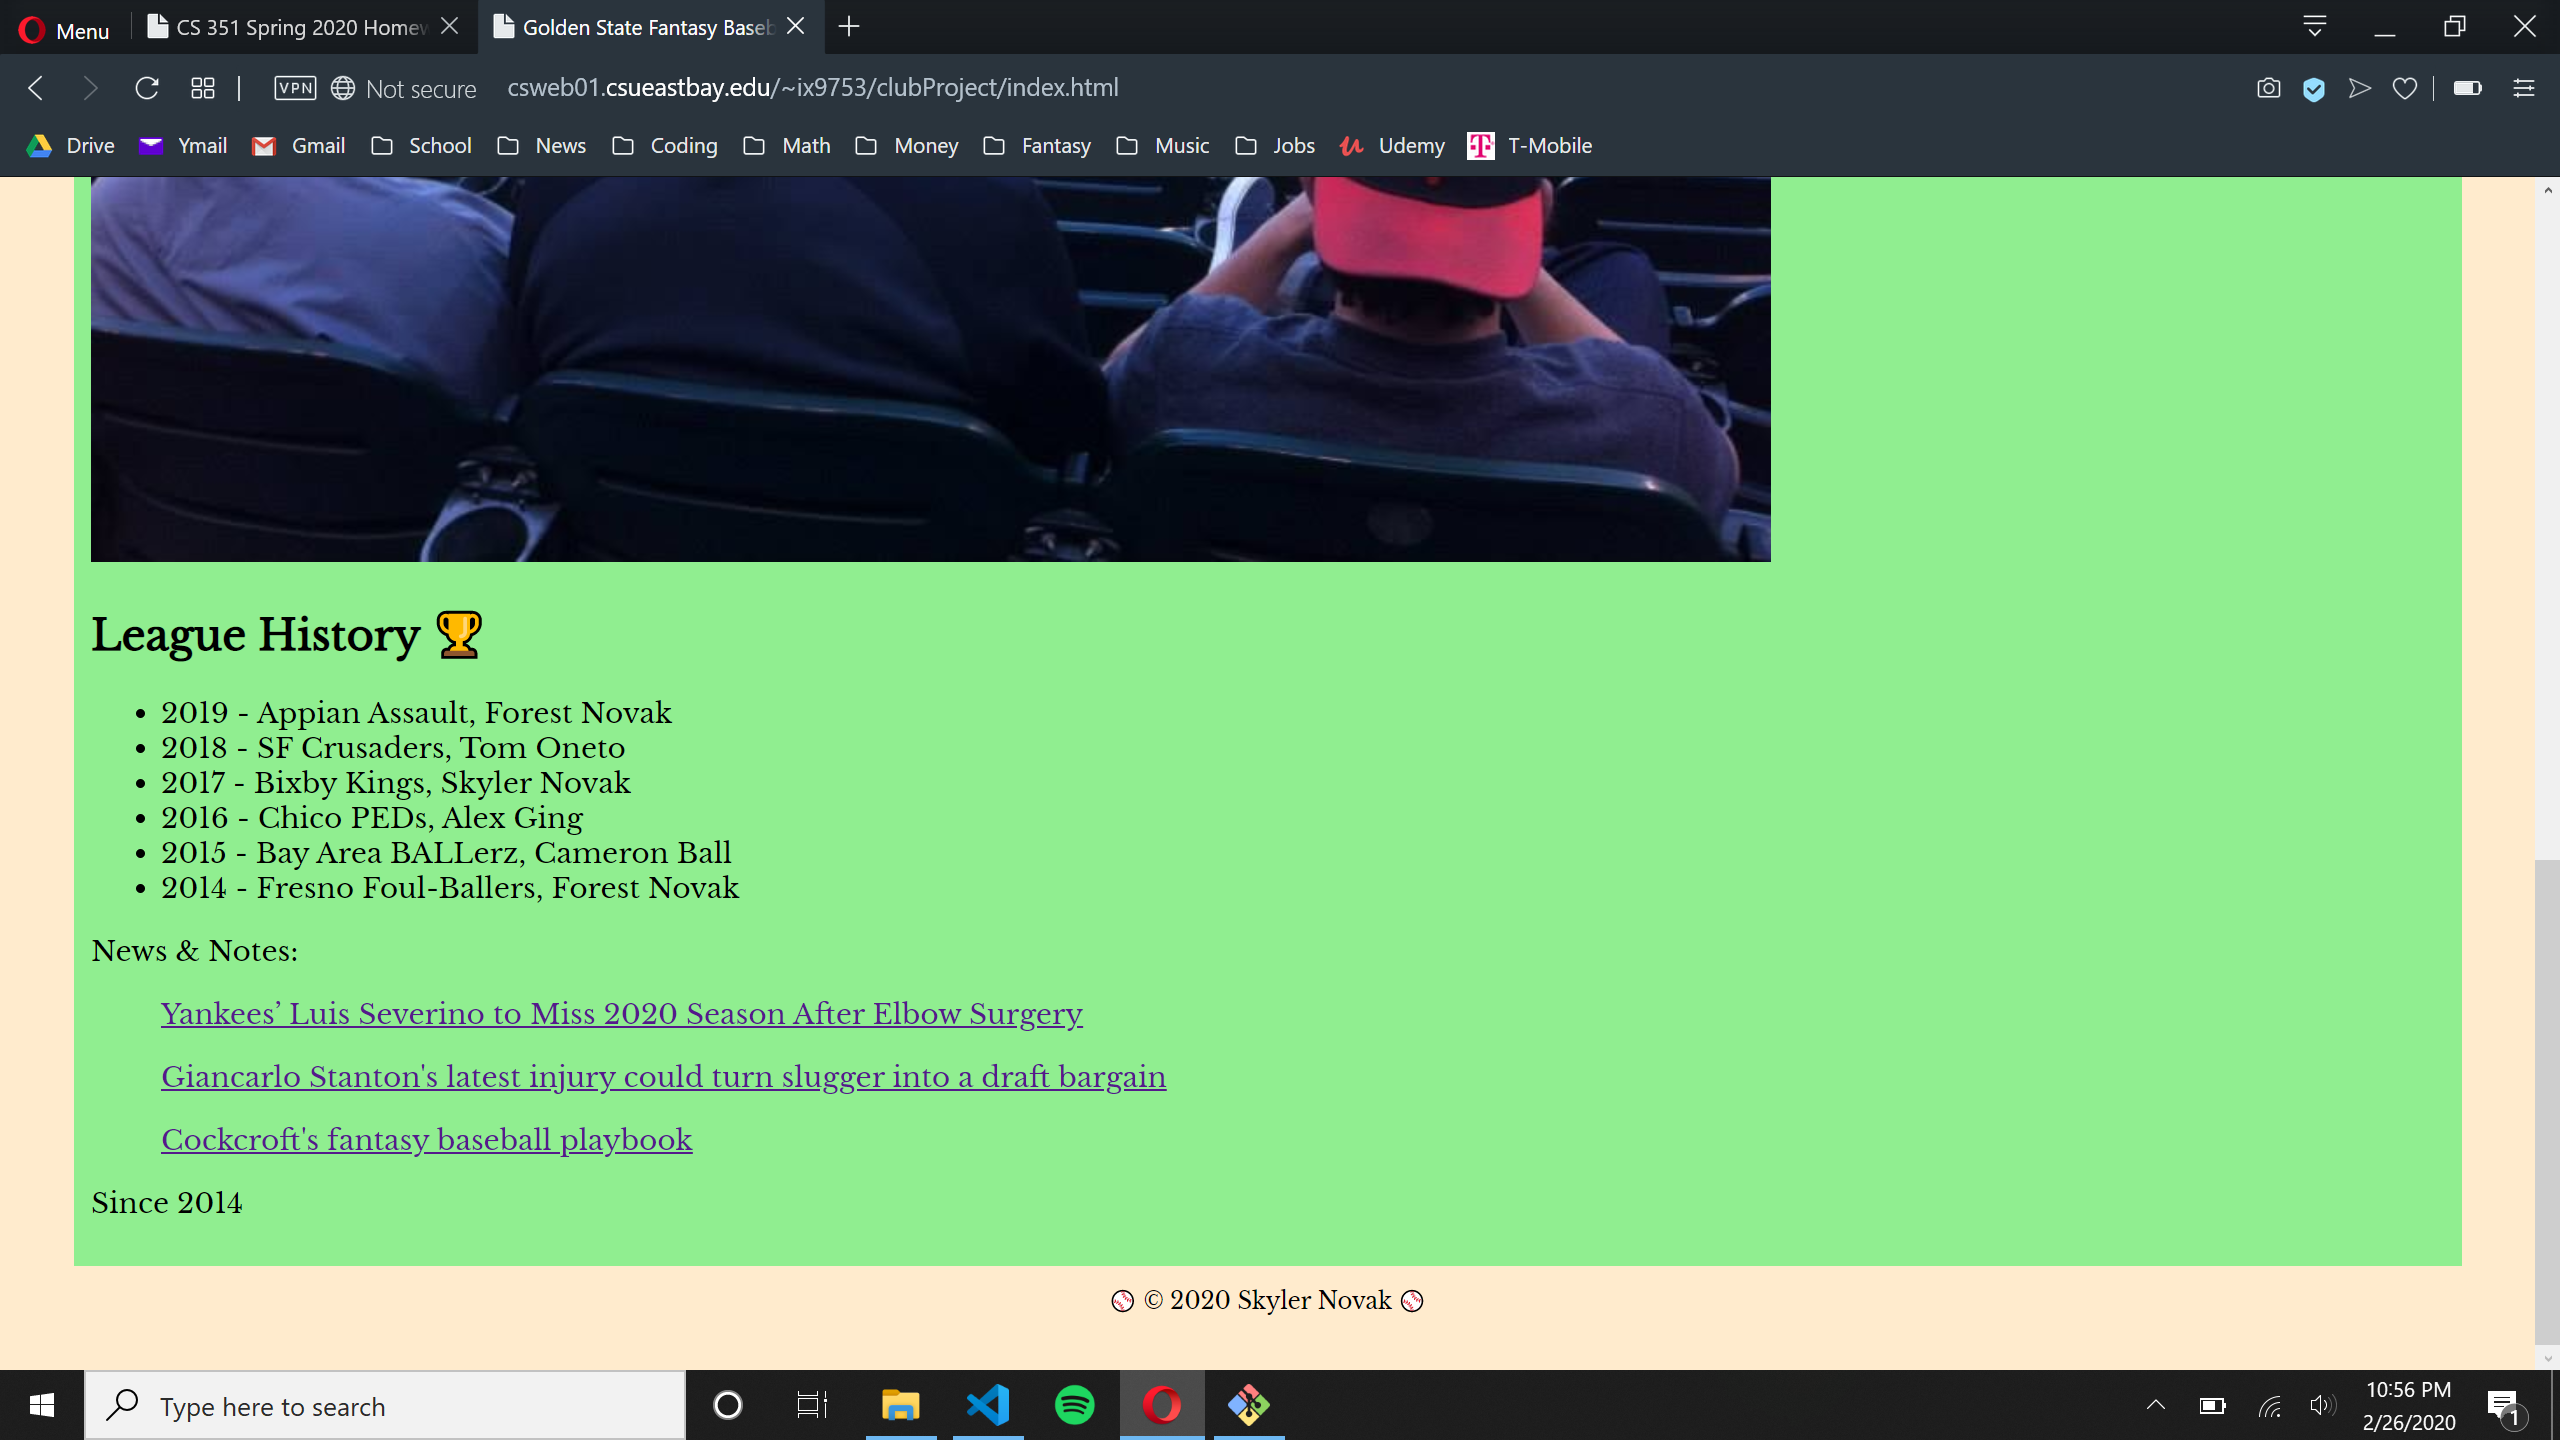 Menu
CS 351 Spring 2020 Homew
Golden State Fantasy Baseb
VPN
Not secure
csweb01.csueastbay.edu/~ix9753/clubProject/index.html
Drive Ymail Gmail School News Coding Math Money Fantasy Music Jobs Udemy T-Mobile
League History 🏆
• 2019 - Appian Assault, Forest Novak
• 2018 - SF Crusaders, Tom Oneto
• 2017 - Bixby Kings, Skyler Novak
• 2016 - Chico PEDs, Alex Ging
• 2015 - Bay Area BALLerz, Cameron Ball
• 2014 - Fresno Foul-Ballers, Forest Novak
News & Notes:
Yankees’ Luis Severino to Miss 2020 Season After Elbow Surgery
Giancarlo Stanton's latest injury could turn slugger into a draft bargain
Cockcroft's fantasy baseball playbook
Since 2014
⚾ © 2020 Skyler Novak ⚾
Type here to search
10:56 PM
2/26/2020
1